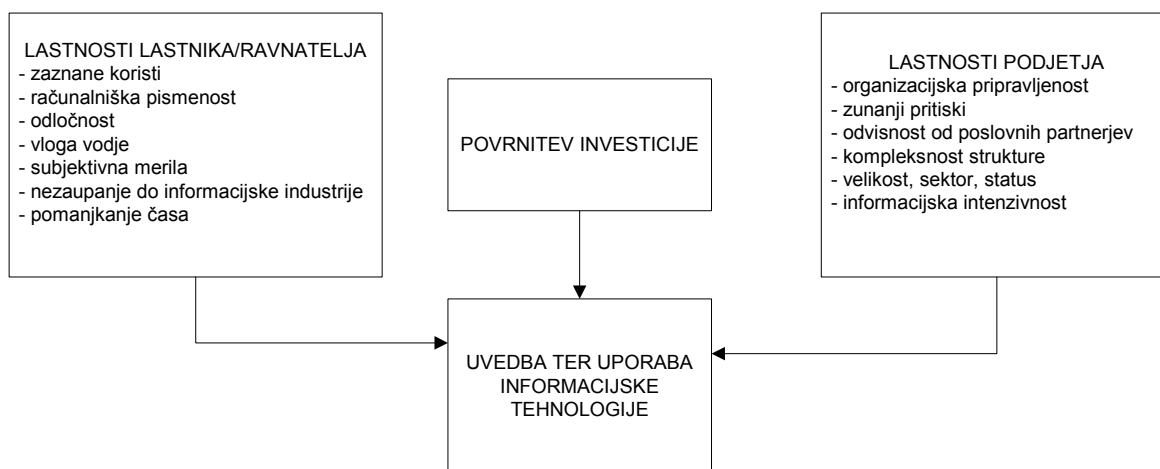 LASTNOSTI LASTNIKA/RAVNATELJA
- zaznane koristi
- računalniška pismenost
- odločnost
- vloga vodje
- subjektivna merila
- nezaupanje do informacijske industrije
- pomanjkanje časa
POVRNITEV INVESTICIJE
LASTNOSTI PODJETJA
- organizacijska pripravljenost
- zunanji pritiski
- odvisnost od poslovnih partnerjev
- kompleksnost strukture
- velikost, sektor, status
- informacijska intenzivnost
UVEDBA TER UPORABA
INFORMACIJSKE
TEHNOLOGIJE